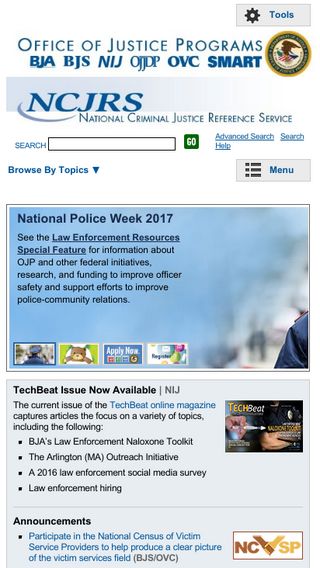 Tools
OFFICE OF JUSTICE PROGRAMS
BJA BJS NIJ OJJDP OVC SMART
NCJRS
NATIONAL CRIMINAL JUSTICE REFERENCE SERVICE
SEARCH GO Advanced Search Search
Help
Browse By Topics ▼ Menu
National Police Week 2017
See the Law Enforcement Resources
Special Feature for information about
OJP and other federal initiatives,
research, and funding to improve officer
safety and support efforts to improve
police-community relations.
Apply Now.
Register
TechBeat Issue Now Available | NIJ
The current issue of the TechBeat online magazine
captures articles the focus on a variety of topics,
including the following:
BJA's Law Enforcement Naloxone Toolkit
The Arlington (MA) Outreach Initiative
A 2016 law enforcement social media survey
Law enforcement hiring
TECHBeat
NALOXONE TOOLKIT
Announcements
Participate in the National Census of Victim
Service Providers to help produce a clear picture
of the victim services field (BJS/OVC)
NCVSP